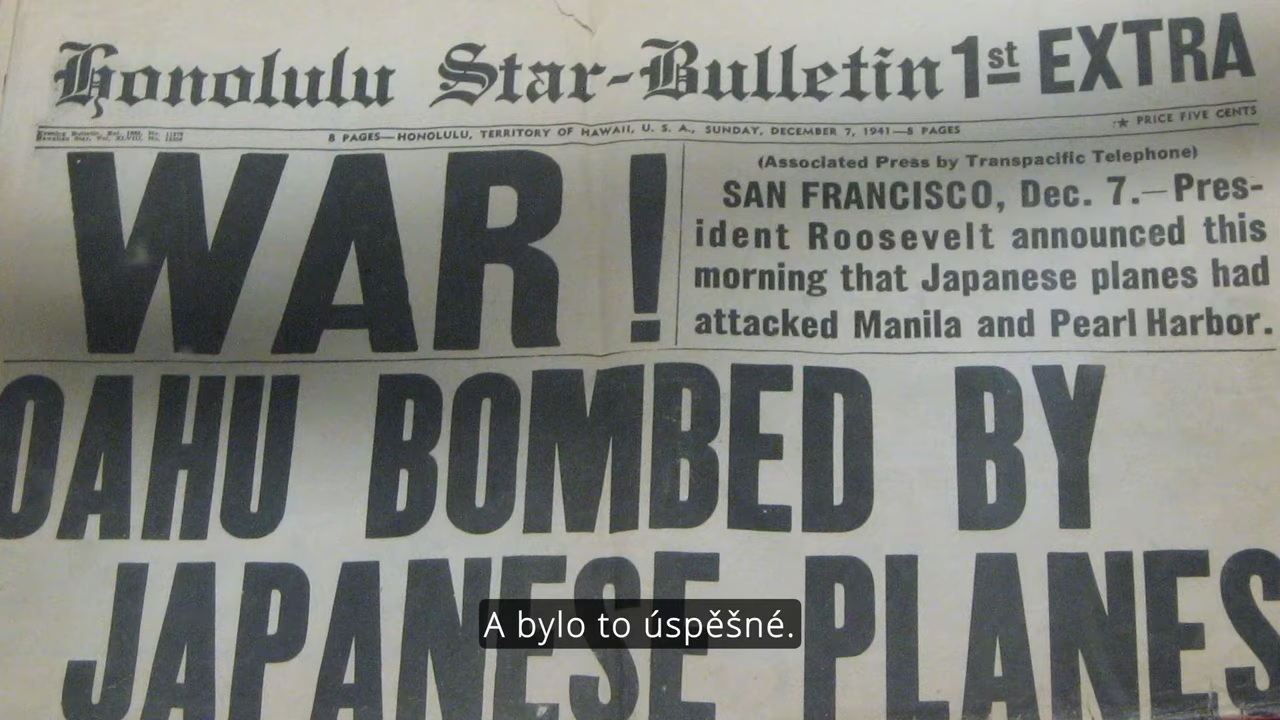 Honolulu Star-Bulletin 1st EXTRA
8 PAGES—HONOLULU, TERRITORY OF HAWAII, U. S. A., SUNDAY, DECEMBER 7, 1941—8 PAGES
★ PRICE FIVE CENTS
WAR !
(Associated Press by Transpacific Telephone)
SAN FRANCISCO, Dec. 7.—Pres-
ident Roosevelt announced this
morning that Japanese planes had
attacked Manila and Pearl Harbor.
OAHU BOMBED BY
JAPANESE PLANES
A bylo to úspěšné.